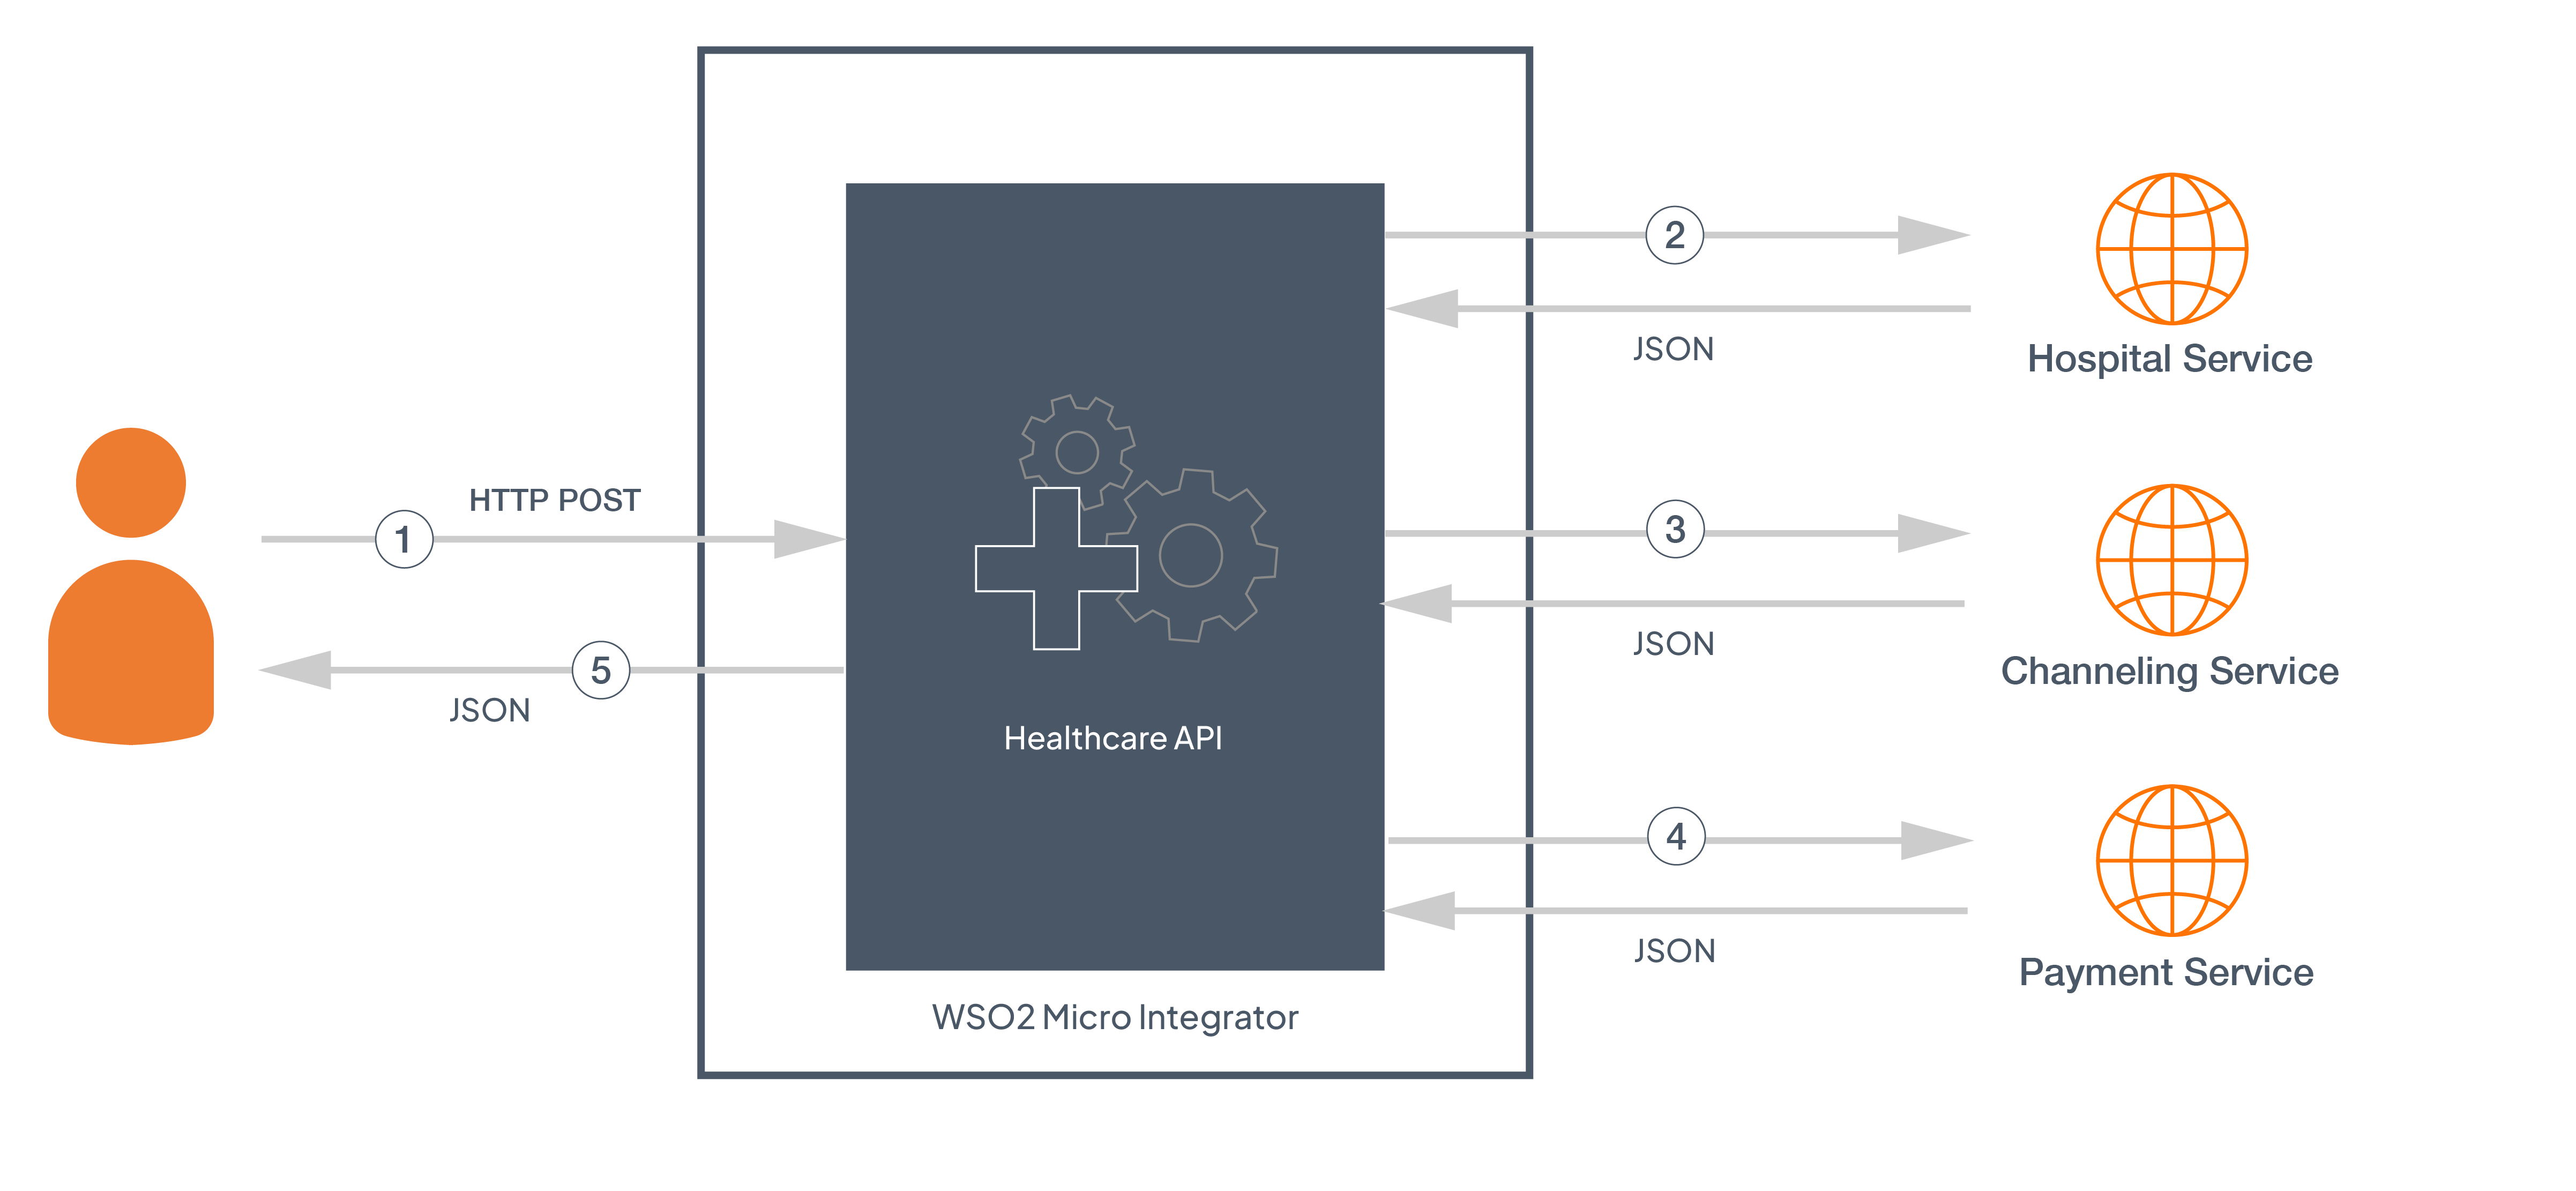 HTTP POST
1
5
JSON
Healthcare API
WSO2 Micro Integrator
2
JSON
Hospital Service
3
JSON
Channeling Service
4
JSON
Payment Service